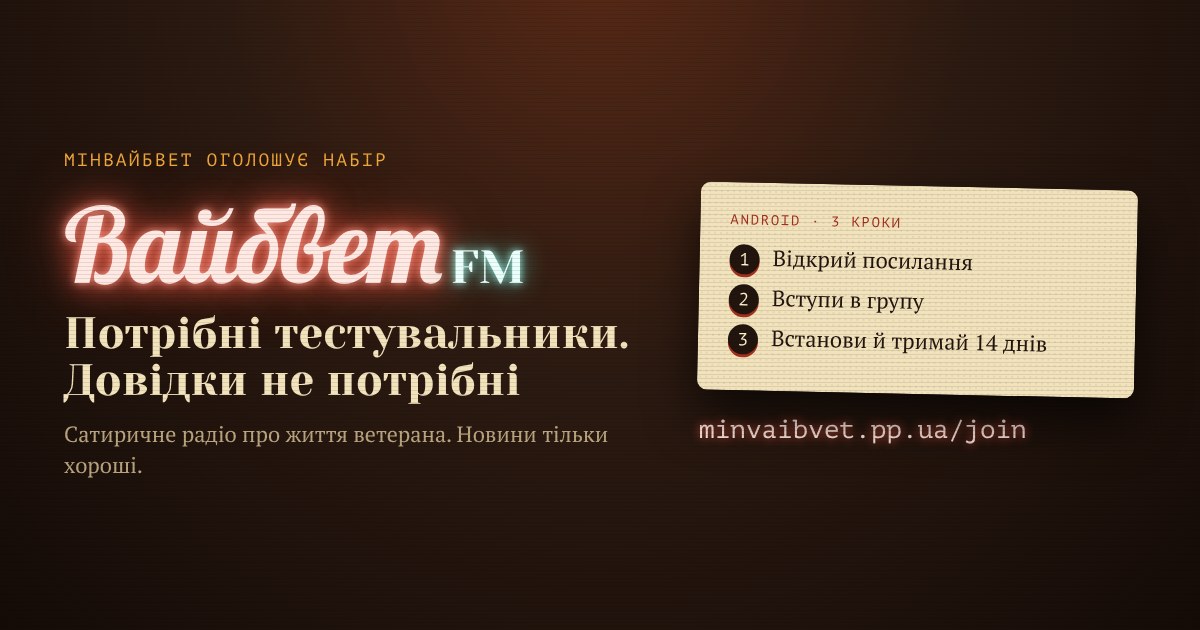 МІНВАЙБВЕТ ОГОЛОШУЄ НАБІР
Вайбвет FM
Потрібні тестувальники.
Довідки не потрібні
Сатиричне радіо про життя ветерана. Новини тільки
хороші.
ANDROID · 3 КРОКИ
1 Відкрий посилання
2 Вступи в групу
3 Встанови й тримай 14 днів
minvaibvet.pp.ua/join